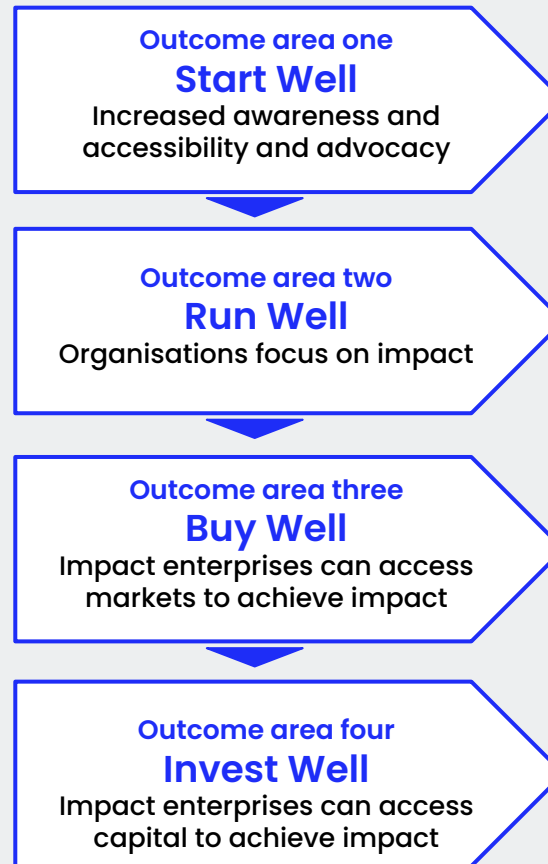 Outcome area one
Start Well
Increased awareness and
accessibility and advocacy
Outcome area two
Run Well
Organisations focus on impact
Outcome area three
Buy Well
Impact enterprises can access
markets to achieve impact
Outcome area four
Invest Well
Impact enterprises can access
capital to achieve impact